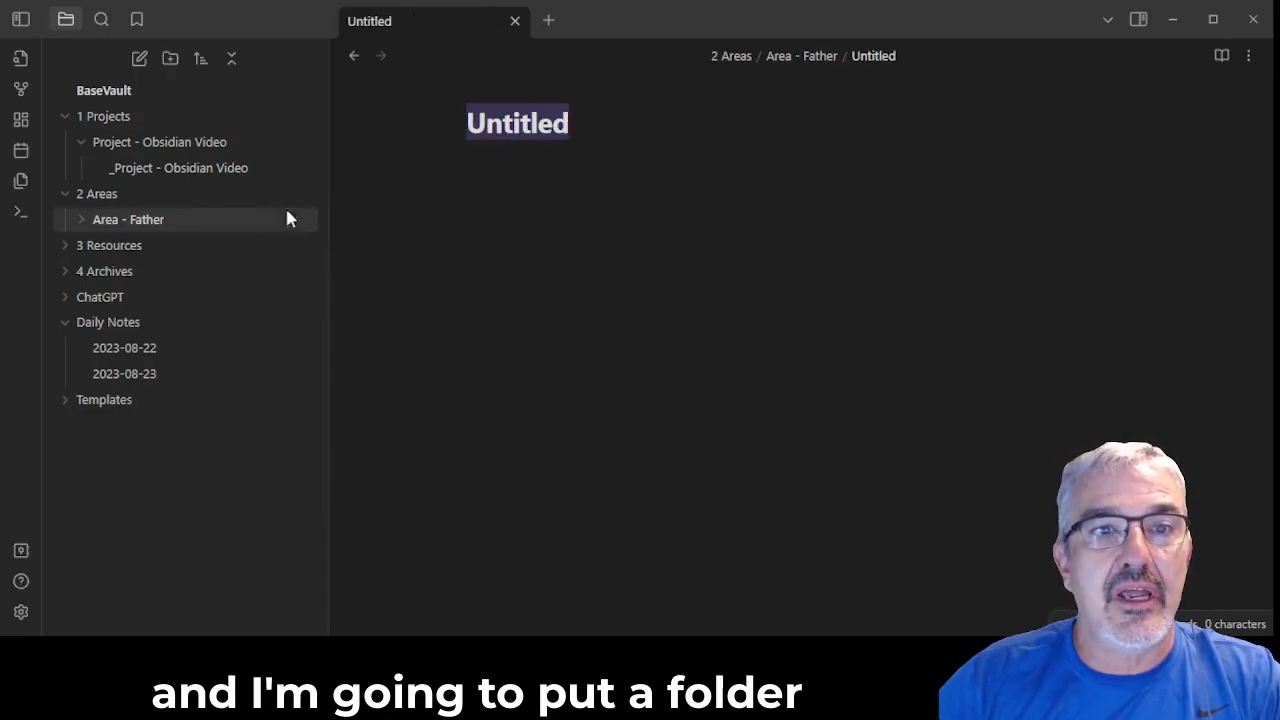 Untitled
2 Areas / Area - Father / Untitled
BaseVault
1 Projects
Project - Obsidian Video
_Project - Obsidian Video
2 Areas
Area - Father
3 Resources
4 Archives
ChatGPT
Daily Notes
2023-08-22
2023-08-23
Templates
Untitled
0 characters
and I'm going to put a folder